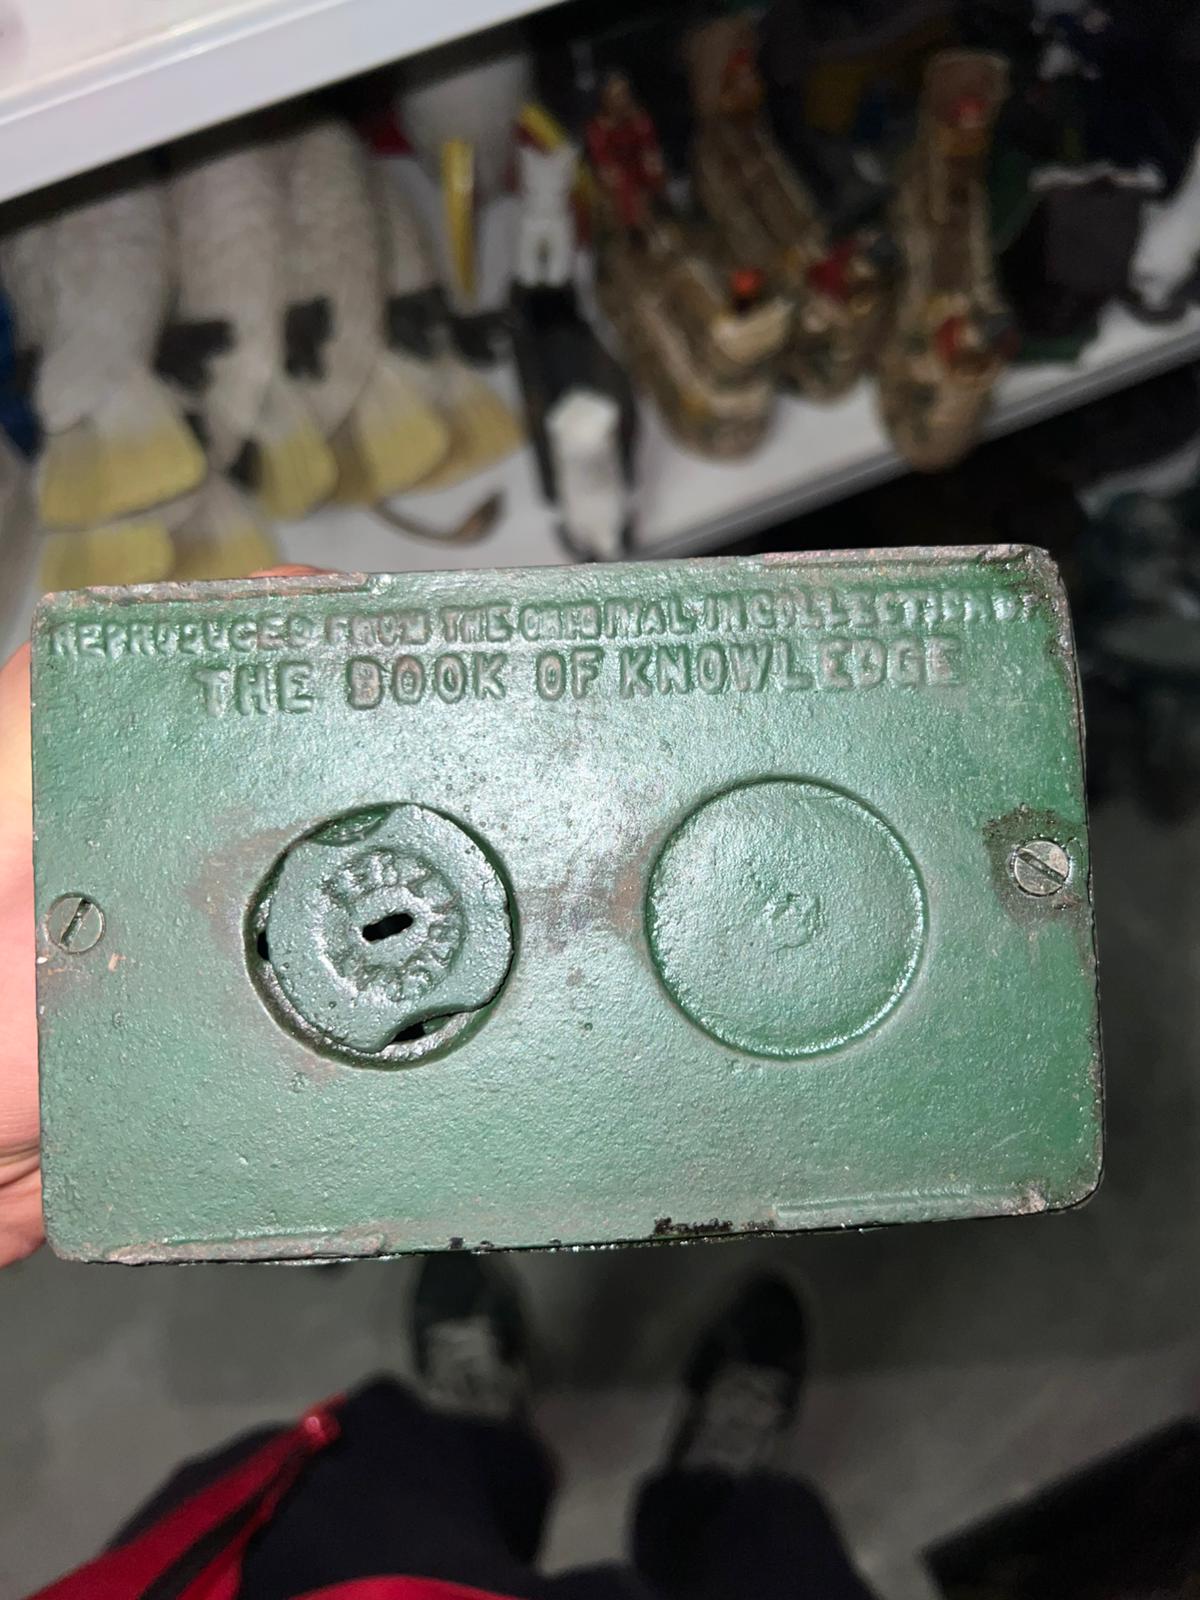 REPRODUCED FROM THE ORIGINAL IN COLLECTION OF
THE BOOK OF KNOWLEDGE